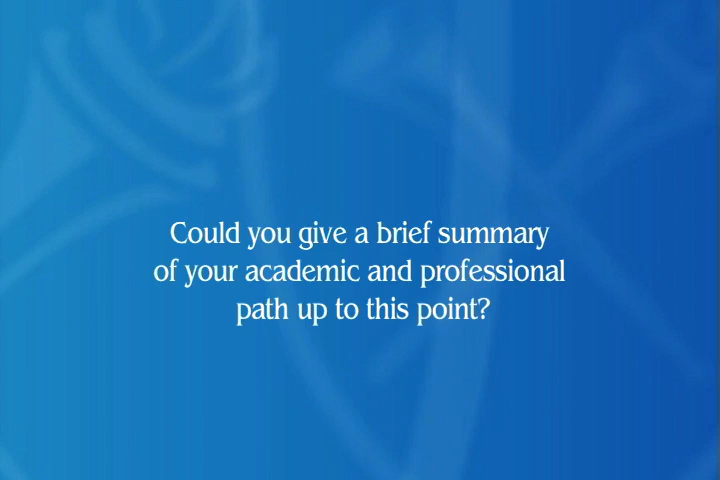 Could you give a brief summary
of your academic and professional
path up to this point?